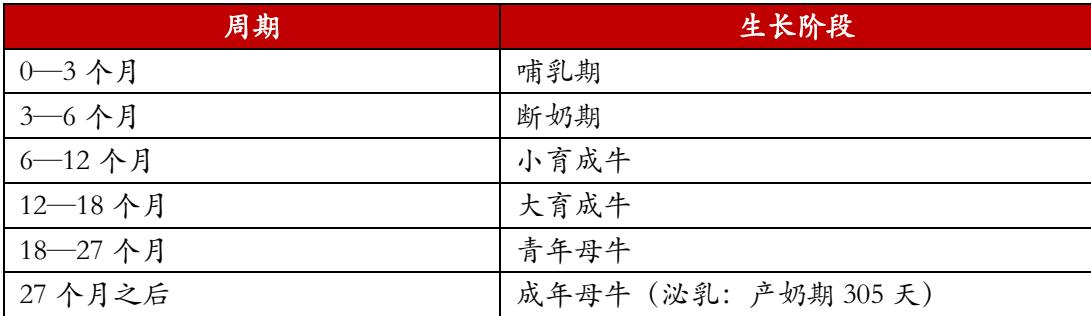 周期 生长阶段
0—3 个月 哺乳期
3—6 个月 断奶期
6—12 个月 小育成牛
12—18 个月 大育成牛
18—27 个月 青年母牛
27 个月之后 成年母牛（泌乳：产奶期 305 天）